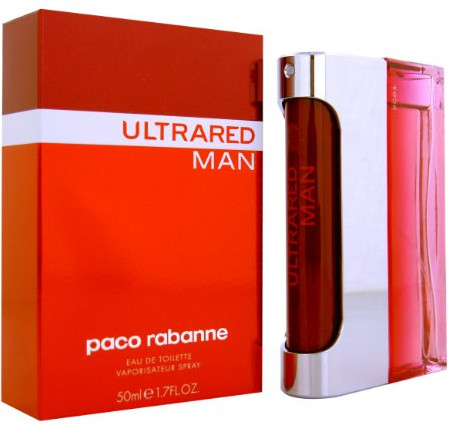 ULTRARED
MAN
paco rabanne
EAU DE TOILETTE
VAPORISATEUR SPRAY
50ml e 1.7FL.OZ.
ULTRARED
MAN